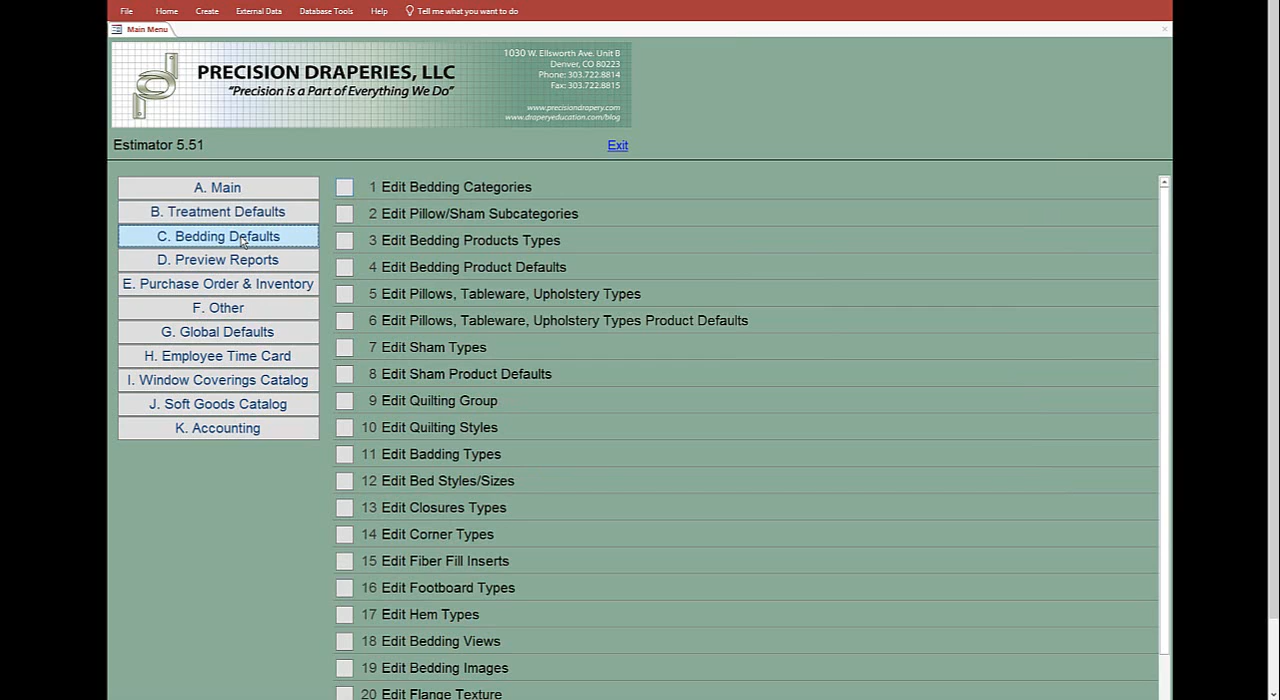 File Home Create External Data Database Tools Help Tell me what you want to do
Main Menu
PRECISION DRAPERIES, LLC
"Precision is a Part of Everything We Do"
1030 W. Ellsworth Ave. Unit B
Denver, CO 80223
Phone: 303.722.8814
Fax: 303.722.8815
www.precisiondrapery.com
www.draperyeducation.com/blog
Estimator 5.51
Exit
A. Main
B. Treatment Defaults
C. Bedding Defaults
D. Preview Reports
E. Purchase Order & Inventory
F. Other
G. Global Defaults
H. Employee Time Card
I. Window Coverings Catalog
J. Soft Goods Catalog
K. Accounting
1 Edit Bedding Categories
2 Edit Pillow/Sham Subcategories
3 Edit Bedding Products Types
4 Edit Bedding Product Defaults
5 Edit Pillows, Tableware, Upholstery Types
6 Edit Pillows, Tableware, Upholstery Types Product Defaults
7 Edit Sham Types
8 Edit Sham Product Defaults
9 Edit Quilting Group
10 Edit Quilting Styles
11 Edit Badding Types
12 Edit Bed Styles/Sizes
13 Edit Closures Types
14 Edit Corner Types
15 Edit Fiber Fill Inserts
16 Edit Footboard Types
17 Edit Hem Types
18 Edit Bedding Views
19 Edit Bedding Images
20 Edit Flange Texture